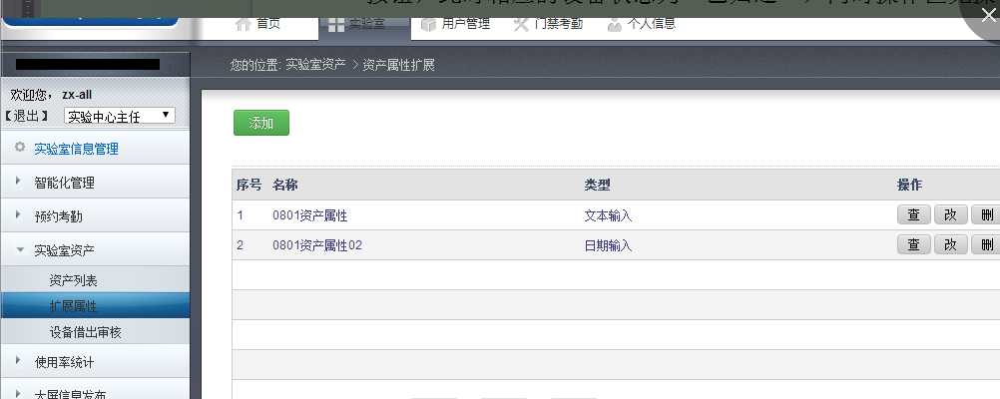 首页 实验室 用户管理 门禁考勤 个人信息
您的位置: 实验室资产 > 资产属性扩展
欢迎您， zx-all
【退出】 实验中心主任
实验室信息管理
智能化管理
预约考勤
实验室资产
资产列表
扩展属性
设备借出审核
使用率统计
大屏信息发布
添加
序号 名称 类型 操作
1 0801资产属性 文本输入 查 改 删
2 0801资产属性02 日期输入 查 改 删